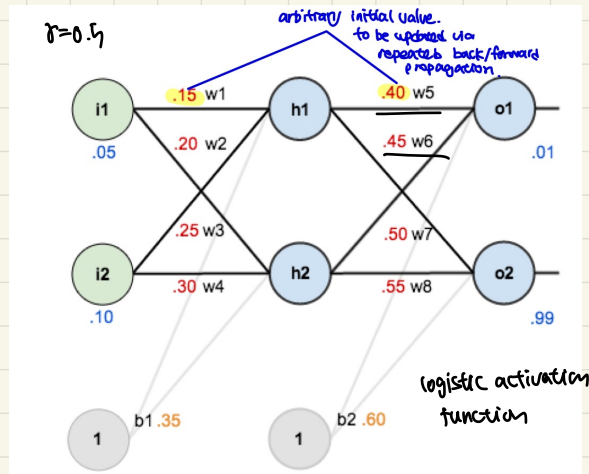 γ=0.5
arbitrary initial value.
to be updated via
repeated back/forward
propagation.
i1
.15 w1
h1
.40 w5
o1
.05
.20 w2
.45 w6
.01
.25 w3
.50 w7
i2
.30 w4
h2
.55 w8
o2
.10
.99
logistic activation
function
1
b1 .35
1
b2 .60